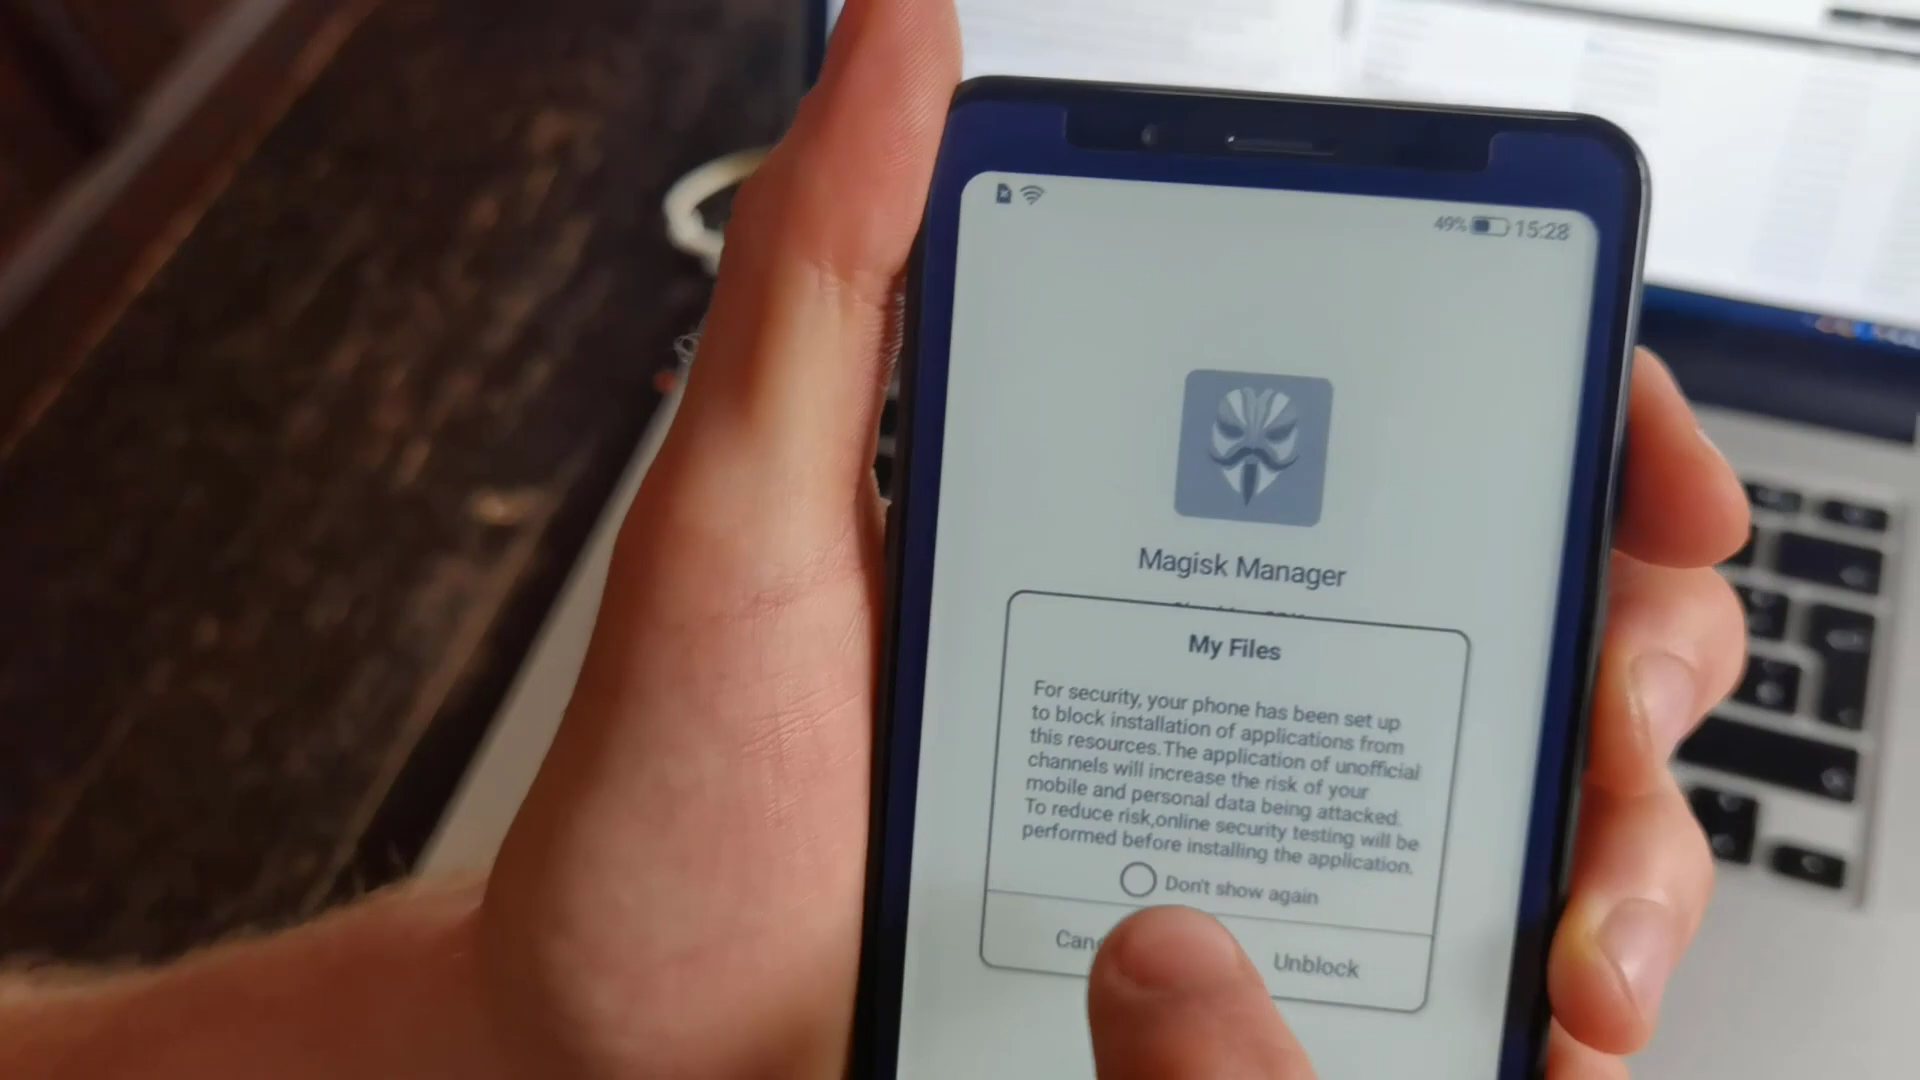 49% 15:28
Magisk Manager
My Files
For security, your phone has been set up
to block installation of applications from
this resources.The application of unofficial
channels will increase the risk of your
mobile and personal data being attacked.
To reduce risk,online security testing will be
performed before installing the application.
Don't show again
Unblock